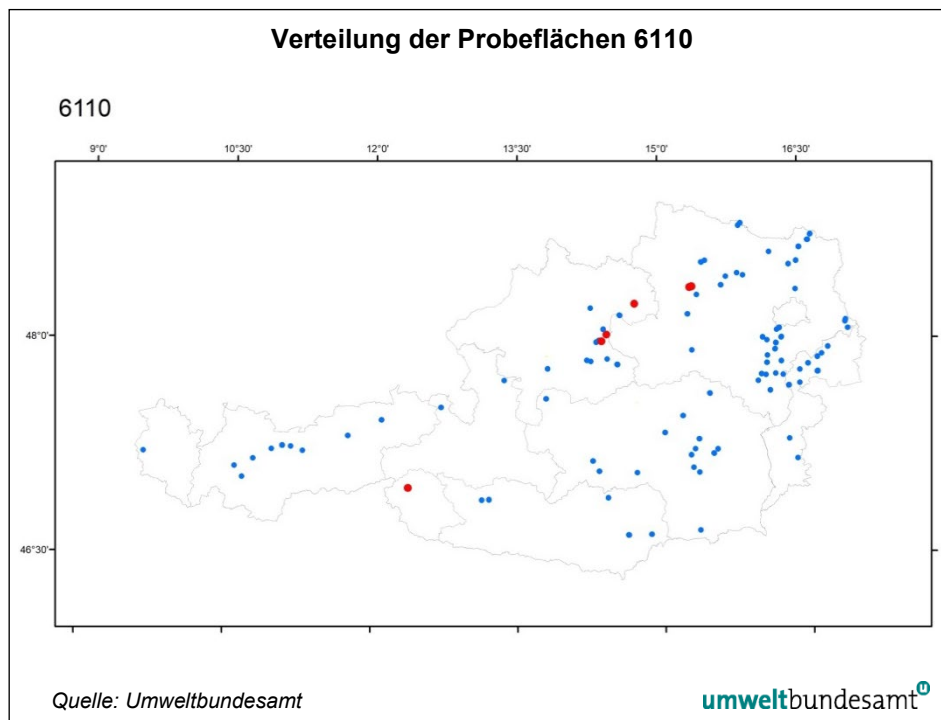 Verteilung der Probeflächen 6110
6110
9°0' 10°30' 12°0' 13°30' 15°0' 16°30'
48°0'
46°30'
Quelle: Umweltbundesamt
umweltbundesamt u